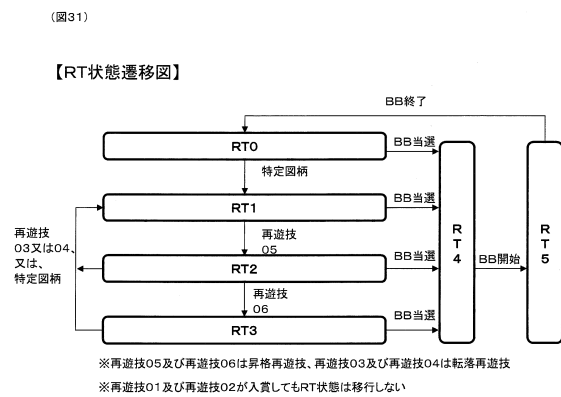 （図31）
【RT状態遷移図】
BB終了
RT0
BB当選
特定図柄
RT1
BB当選
再遊技
05
再遊技
03又は04、
又は、
特定図柄
RT2
BB当選
再遊技
06
RT3
BB当選
RT4
BB開始
RT5
※再遊技05及び再遊技06は昇格再遊技、再遊技03及び再遊技04は転落再遊技
※再遊技01及び再遊技02が入賞してもRT状態は移行しない